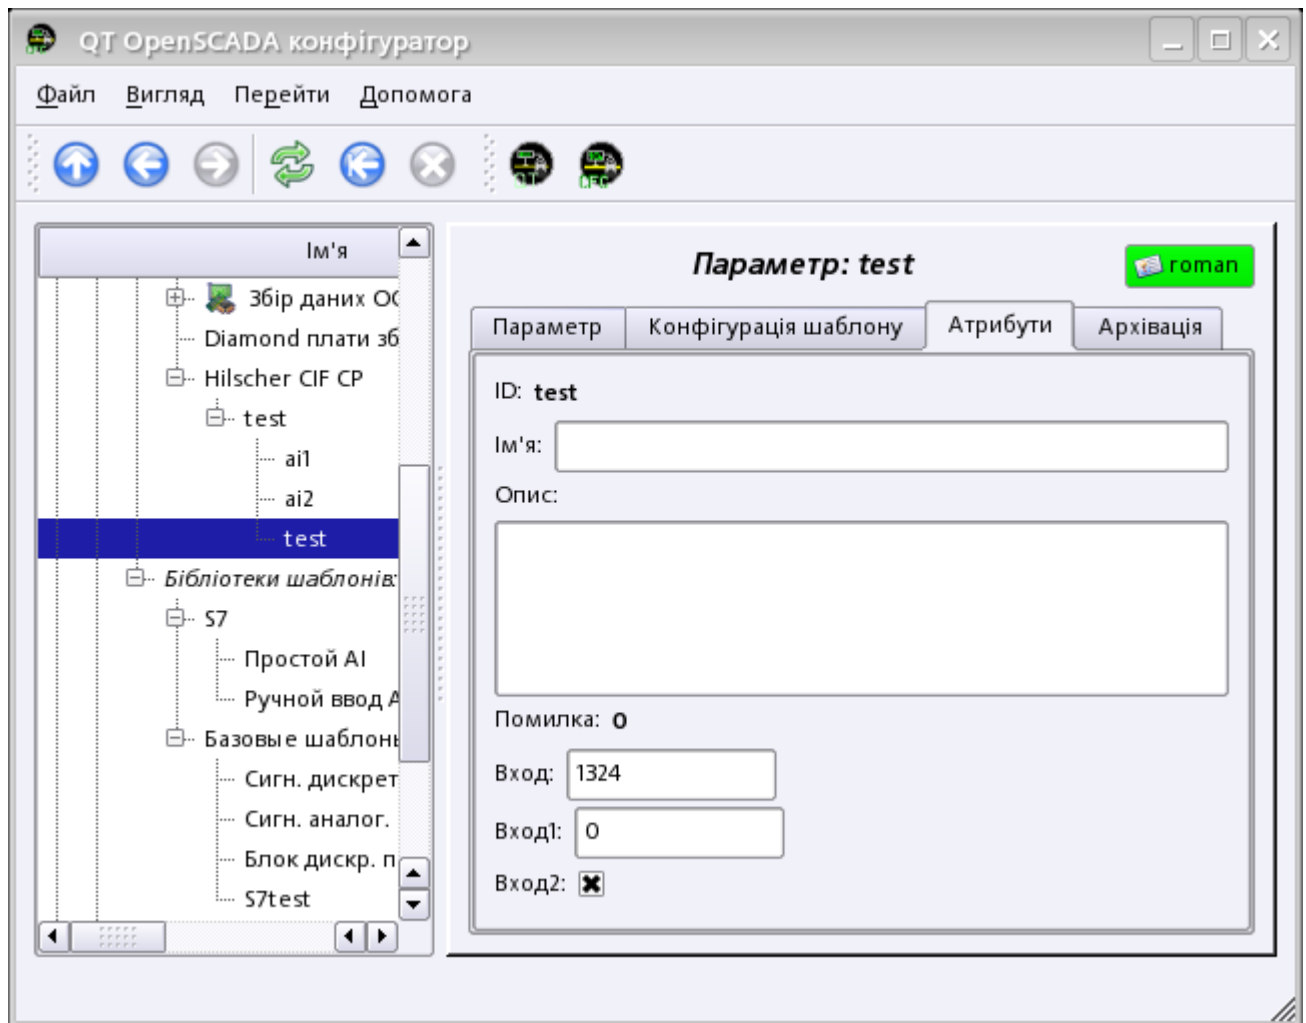 QT OpenSCADA конфігуратор
Файл Вигляд Перейти Допомога
Ім'я
Збір даних ОС
Diamond плати зб
Hilscher CIF CP
test
ai1
ai2
test
Бібліотеки шаблонів:
S7
Простой AI
Ручной ввод A
Базовые шаблоны
Сигн. дискрет
Сигн. аналог.
Блок дискр. п
S7test
Параметр: test
roman
Параметр Конфігурація шаблону Атрибути Архівація
ID: test
Ім'я:
Опис:
Помилка: 0
Вход: 1324
Вход1: 0
Вход2: